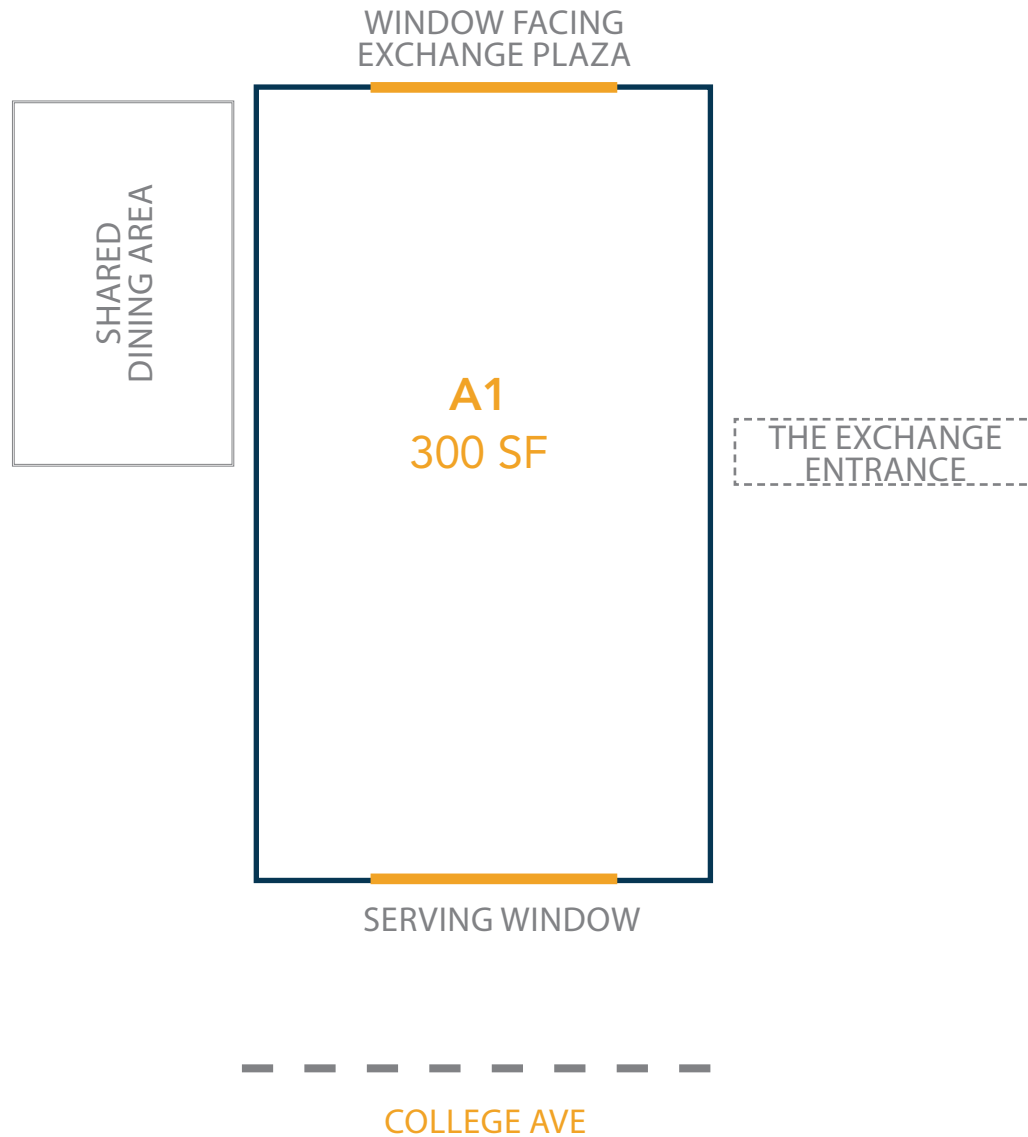 WINDOW FACING
EXCHANGE PLAZA
SHARED
DINING AREA
A1
300 SF
THE EXCHANGE
ENTRANCE
SERVING WINDOW
COLLEGE AVE